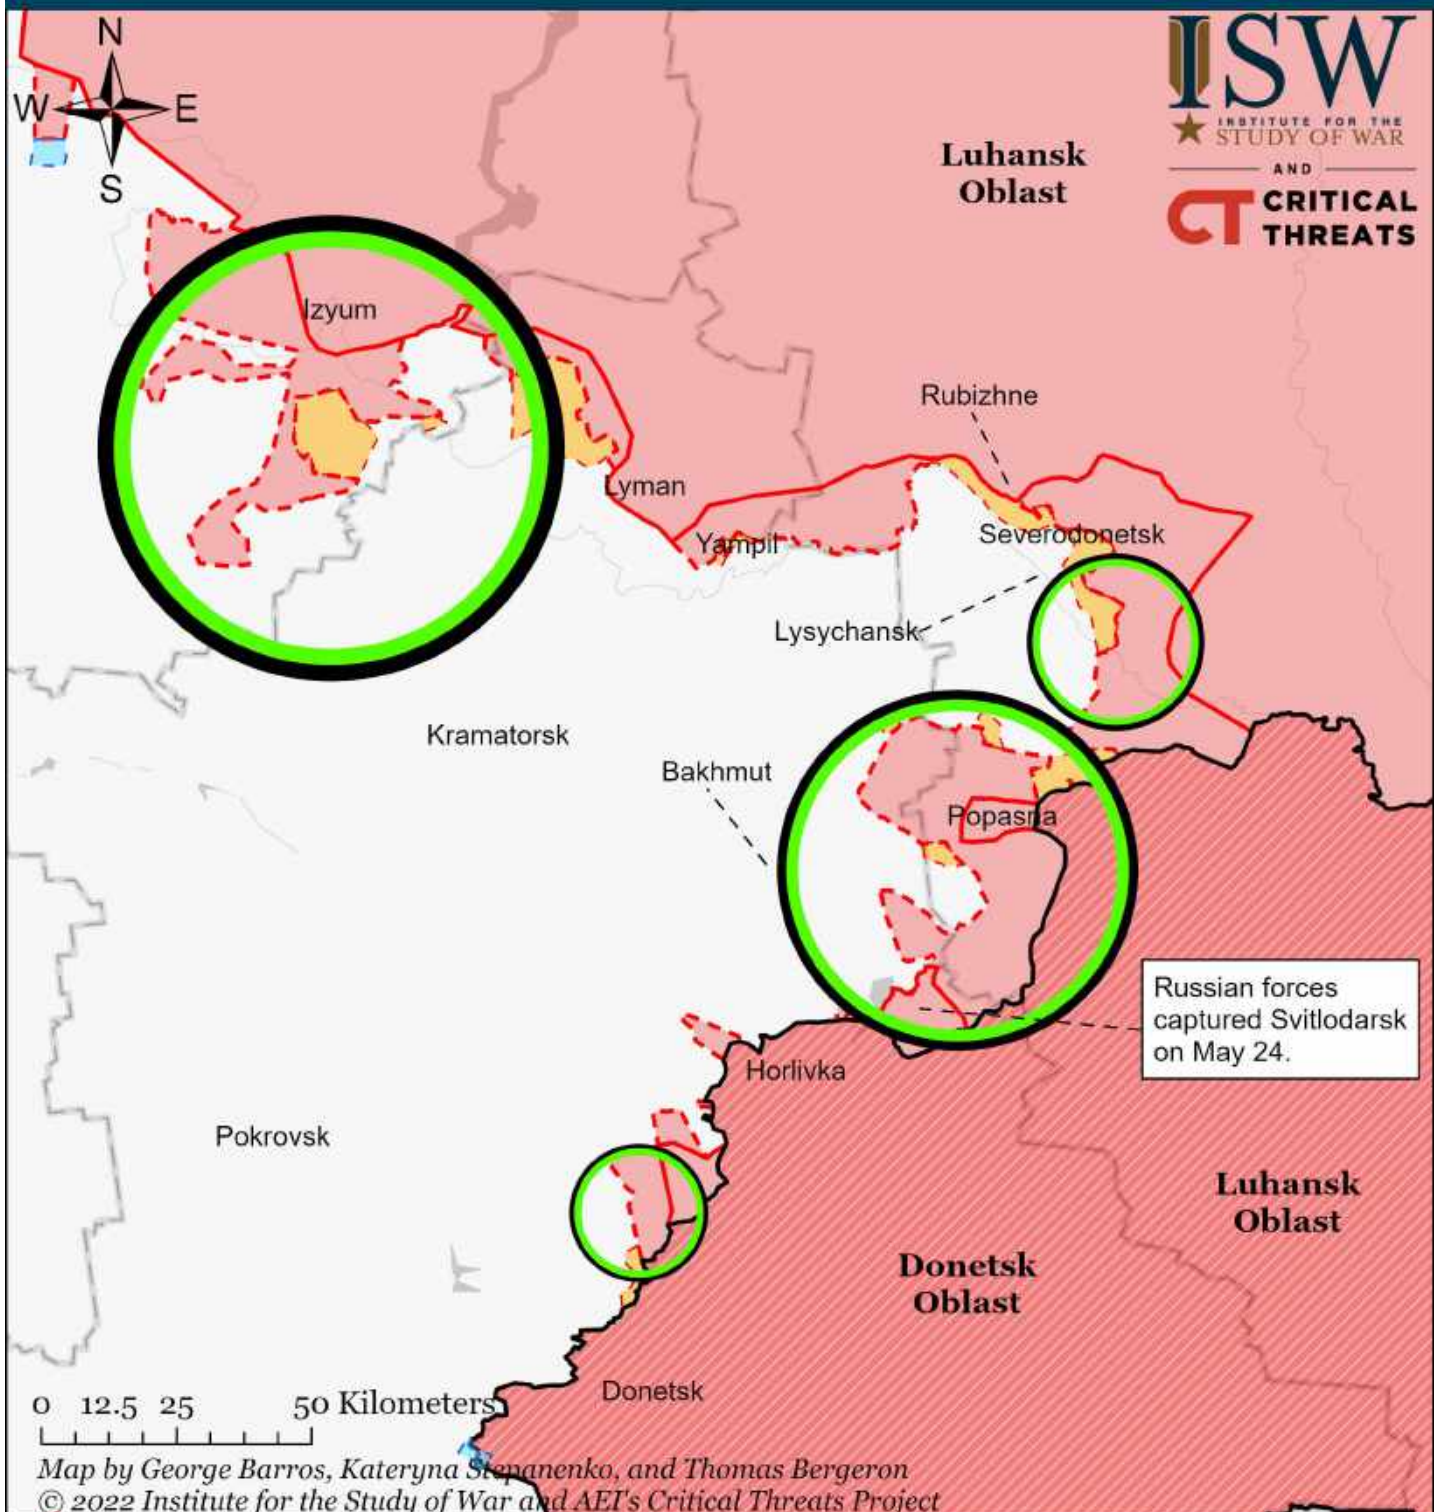 N
W
E
S
ISW
INSTITUTE FOR THE
STUDY OF WAR
AND
CT CRITICAL
THREATS
Luhansk
Oblast
Izyum
Rubizhne
Lyman
Yampil
Severodonetsk
Lysychansk
Kramatorsk
Bakhmut
Popasna
Russian forces
captured Svitlodarsk
on May 24.
Horlivka
Pokrovsk
Luhansk
Oblast
Donetsk
Oblast
Donetsk
0 12.5 25 50 Kilometers
Map by George Barros, Kateryna Stepanenko, and Thomas Bergeron
© 2022 Institute for the Study of War and AEI's Critical Threats Project